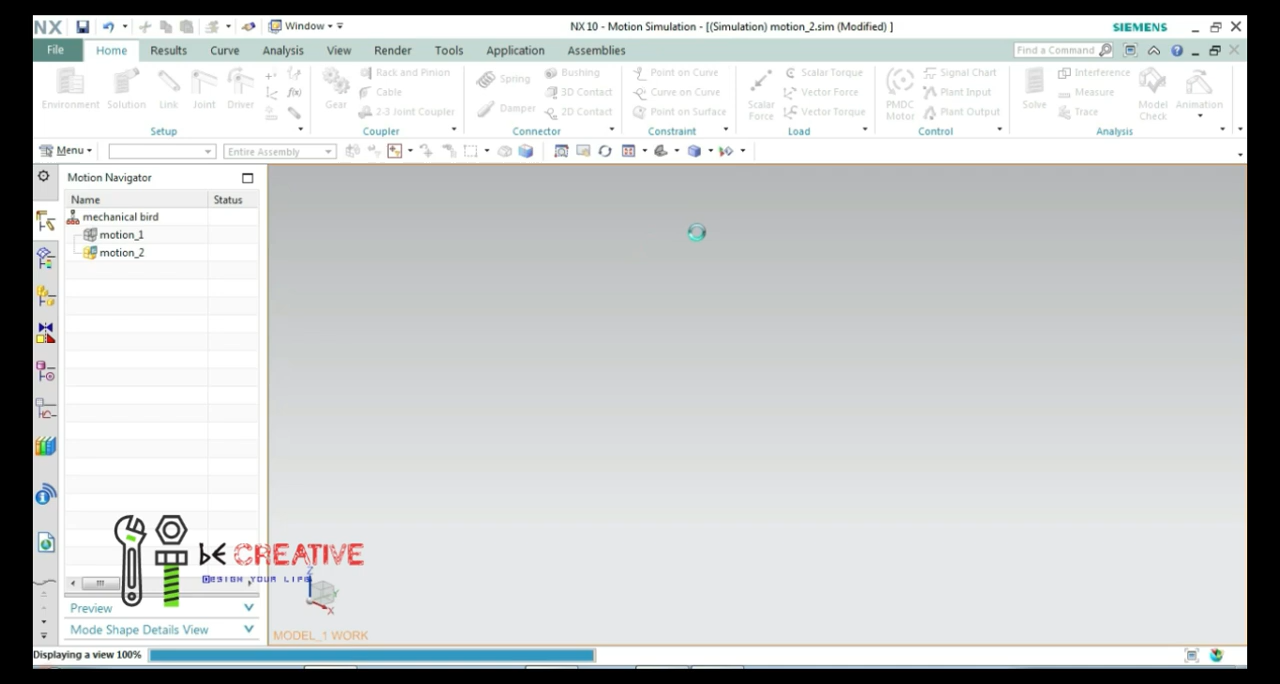 NX Window NX 10 - Motion Simulation - [(Simulation) motion_2.sim (Modified) ] SIEMENS
File Home Results Curve Analysis View Render Tools Application Assemblies Find a Command
Rack and Pinion Spring Bushing Point on Curve Scalar Torque Signal Chart Interference
f(x) Cable 3D Contact Curve on Curve Vector Force Plant Input Measure
Environment Solution Link Joint Driver Gear 2-3 Joint Coupler Damper 2D Contact Point on Surface Scalar Force Vector Torque PMDC Motor Plant Output Solve Trace Model Check Animation
Setup Coupler Connector Constraint Load Control Analysis
Menu Entire Assembly
Motion Navigator
Name Status
mechanical bird
motion_1
motion_2
bE CREATIVE
DESIGN YOUR LIFE
Z
X
Preview
Mode Shape Details View
MODEL_1 WORK
Displaying a view 100%